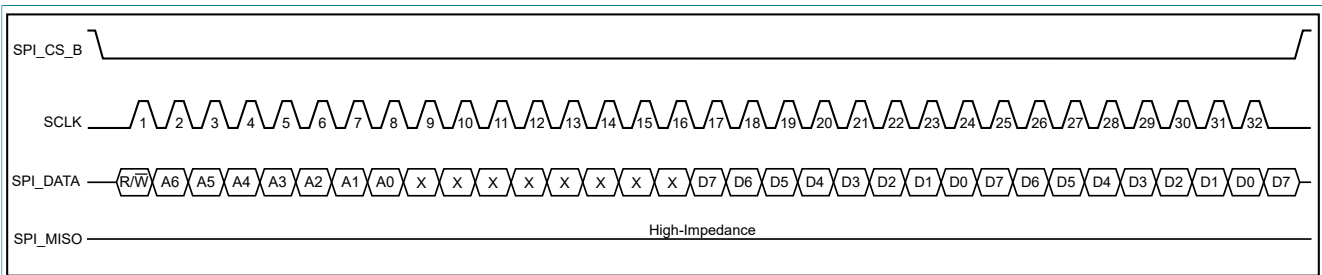 SPI_CS_B
SCLK 1 2 3 4 5 6 7 8 9 10 11 12 13 14 15 16 17 18 19 20 21 22 23 24 25 26 27 28 29 30 31 32
SPI_DATA R/W̅ A6 A5 A4 A3 A2 A1 A0 X X X X X X X X D7 D6 D5 D4 D3 D2 D1 D0 D7 D6 D5 D4 D3 D2 D1 D0 D7
SPI_MISO High-Impedance